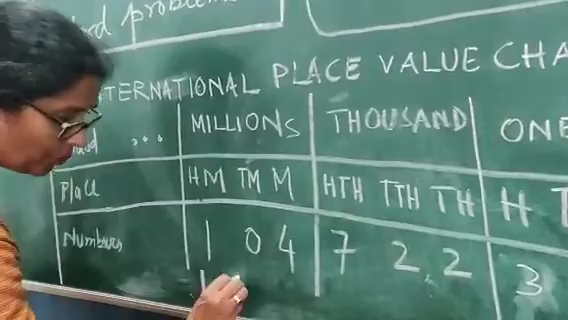 problem
INTERNATIONAL PLACE VALUE CHA
MILLIONS THOUSAND ONE
Place HM TM M HTH TTH TH H T
Numbers 1 0 4 7 2 2 3